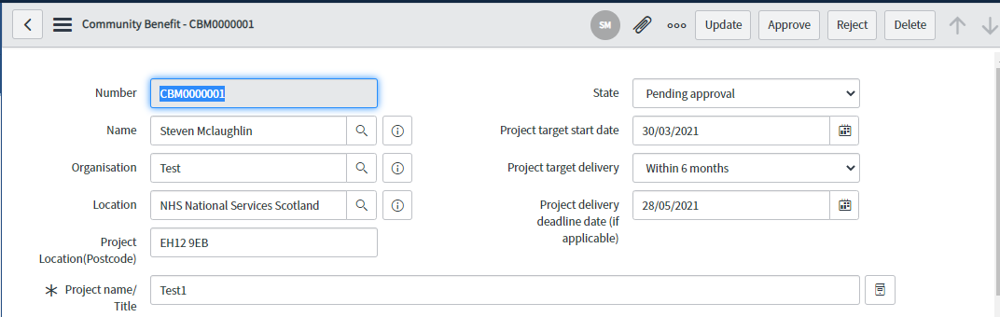 Community Benefit - CBM0000001
SM
Update
Approve
Reject
Delete
Number
CBM0000001
State
Pending approval
Name
Steven Mclaughlin
Project target start date
30/03/2021
Organisation
Test
Project target delivery
Within 6 months
Location
NHS National Services Scotland
Project delivery
deadline date (if
applicable)
28/05/2021
Project
Location(Postcode)
EH12 9EB
Project name/
Title
Test1